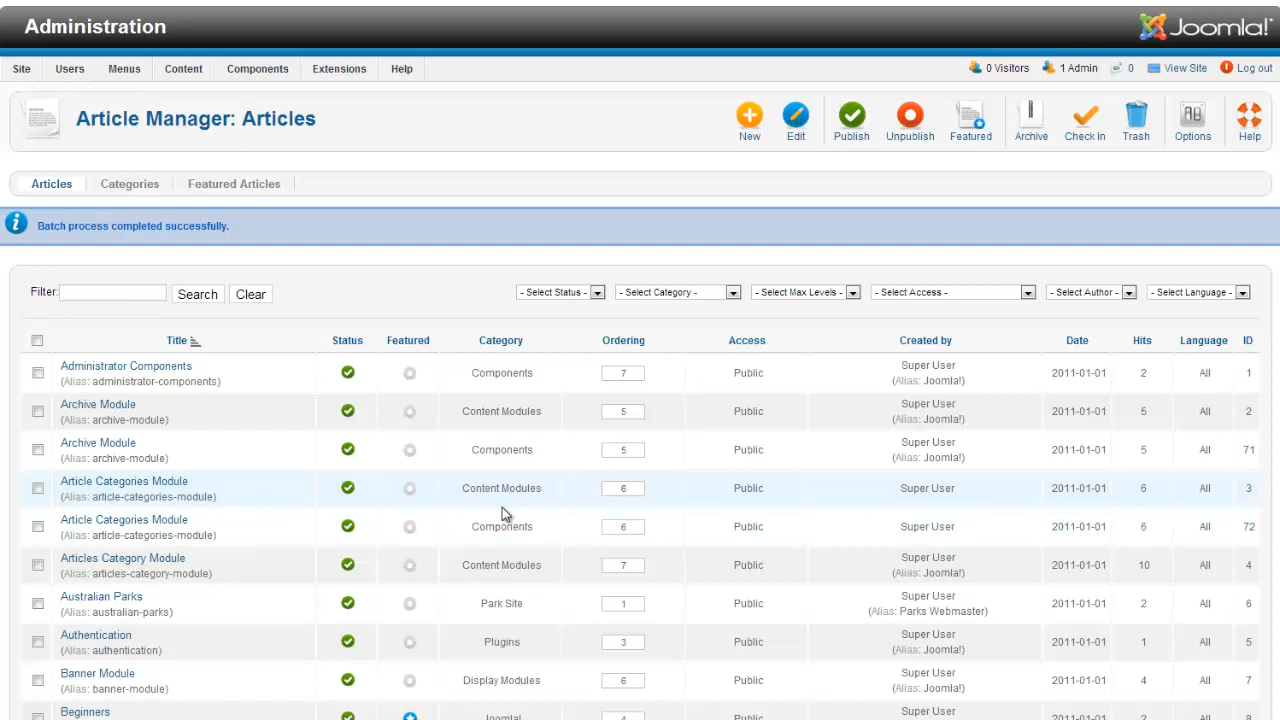 Administration
Joomla!
Site Users Menus Content Components Extensions Help
0 Visitors 1 Admin 0 View Site Log out
Article Manager: Articles
New Edit Publish Unpublish Featured Archive Check In Trash Options Help
Articles Categories Featured Articles
Batch process completed successfully.
Filter: Search Clear - Select Status - - Select Category - - Select Max Levels - - Select Access - - Select Author - - Select Language -
Title Status Featured Category Ordering Access Created by Date Hits Language ID
Administrator Components
(Alias: administrator-components)
Components 7 Public
Super User
(Alias: Joomla!)
2011-01-01 2 All 1
Archive Module
(Alias: archive-module)
Content Modules 5 Public
Super User
(Alias: Joomla!)
2011-01-01 5 All 2
Archive Module
(Alias: archive-module)
Components 5 Public
Super User
(Alias: Joomla!)
2011-01-01 5 All 71
Article Categories Module
(Alias: article-categories-module)
Content Modules 6 Public Super User 2011-01-01 6 All 3
Article Categories Module
(Alias: article-categories-module)
Components 6 Public Super User 2011-01-01 6 All 72
Articles Category Module
(Alias: articles-category-module)
Content Modules 7 Public
Super User
(Alias: Joomla!)
2011-01-01 10 All 4
Australian Parks
(Alias: australian-parks)
Park Site 1 Public
Super User
(Alias: Parks Webmaster)
2011-01-01 2 All 6
Authentication
(Alias: authentication)
Plugins 3 Public
Super User
(Alias: Joomla!)
2011-01-01 1 All 5
Banner Module
(Alias: banner-module)
Display Modules 6 Public
Super User
(Alias: Joomla!)
2011-01-01 4 All 7
Beginners
Joomla! 4 Public
Super User
2011-01-01 2 All 8